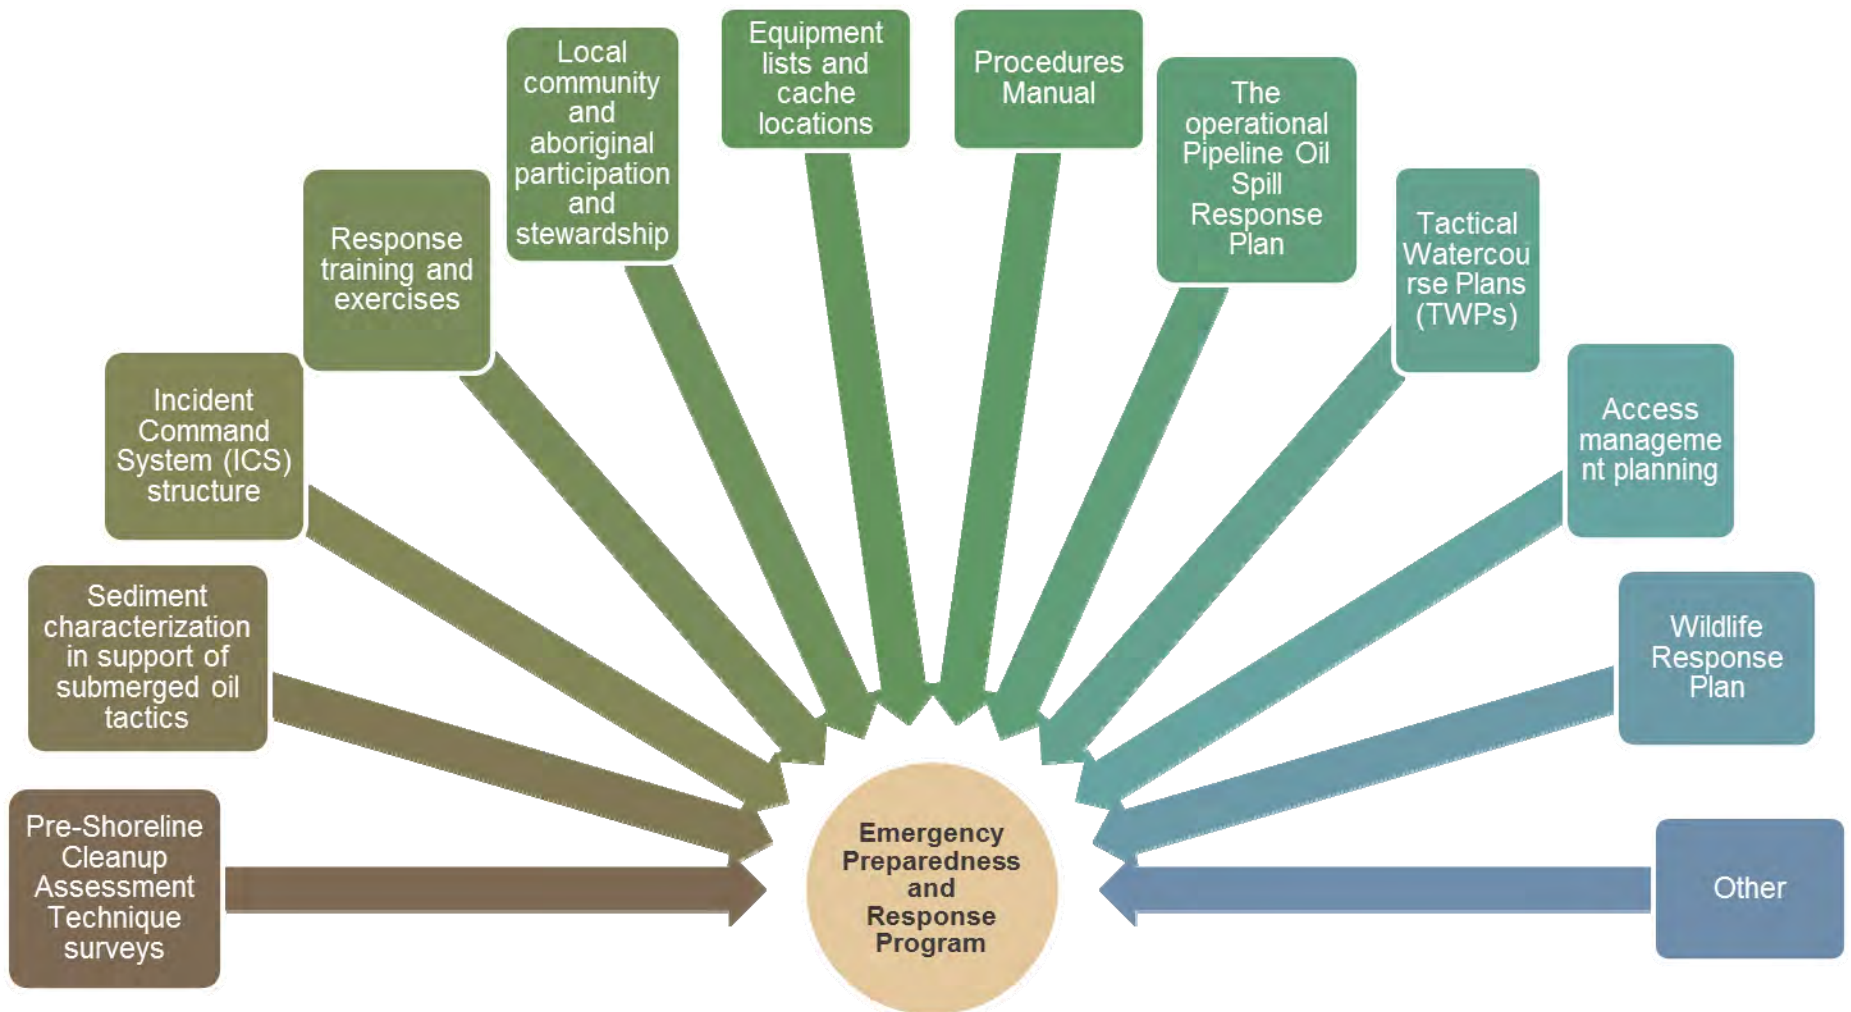 Pre-Shoreline
Cleanup
Assessment
Technique
surveys
Sediment
characterization
in support of
submerged oil
tactics
Incident
Command
System (ICS)
structure
Response
training and
exercises
Local
community
and
aboriginal
participation
and
stewardship
Equipment
lists and
cache
locations
Procedures
Manual
The
operational
Pipeline Oil
Spill
Response
Plan
Tactical
Watercou
rse Plans
(TWPs)
Access
manageme
nt planning
Wildlife
Response
Plan
Other
Emergency
Preparedness
and
Response
Program